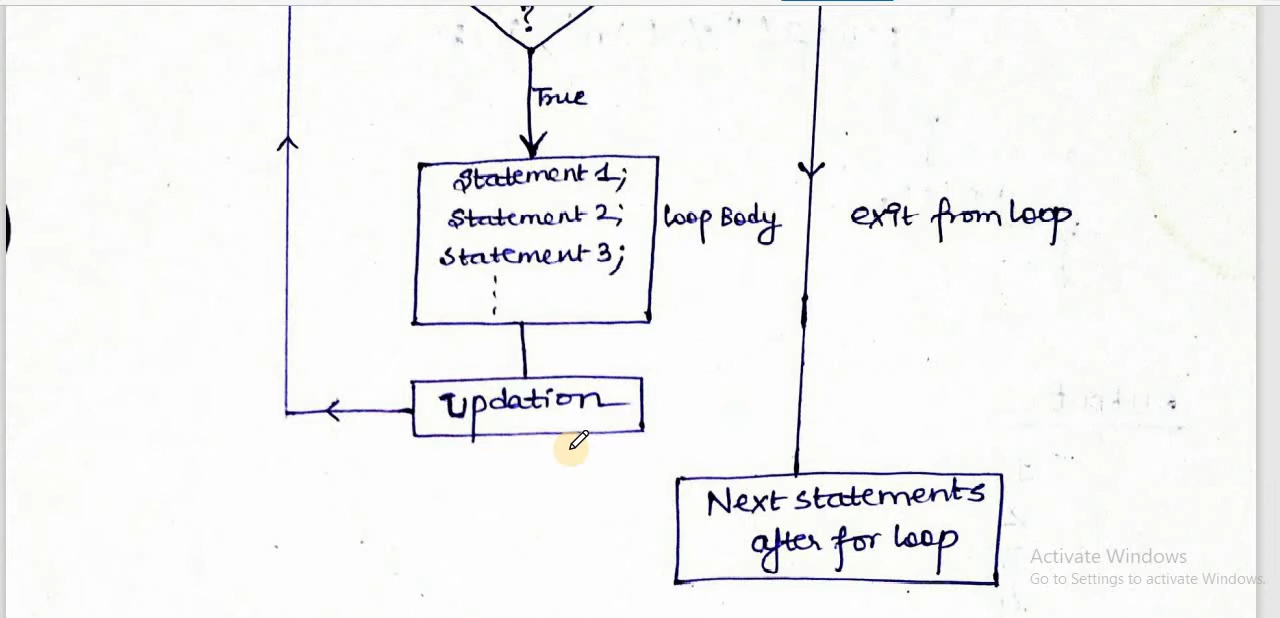 ?
True
Statement 1;
Statement 2;
Statement 3;
Loop Body
exit from loop.
Updation
Next statements
after for loop
Activate Windows
Go to Settings to activate Windows.